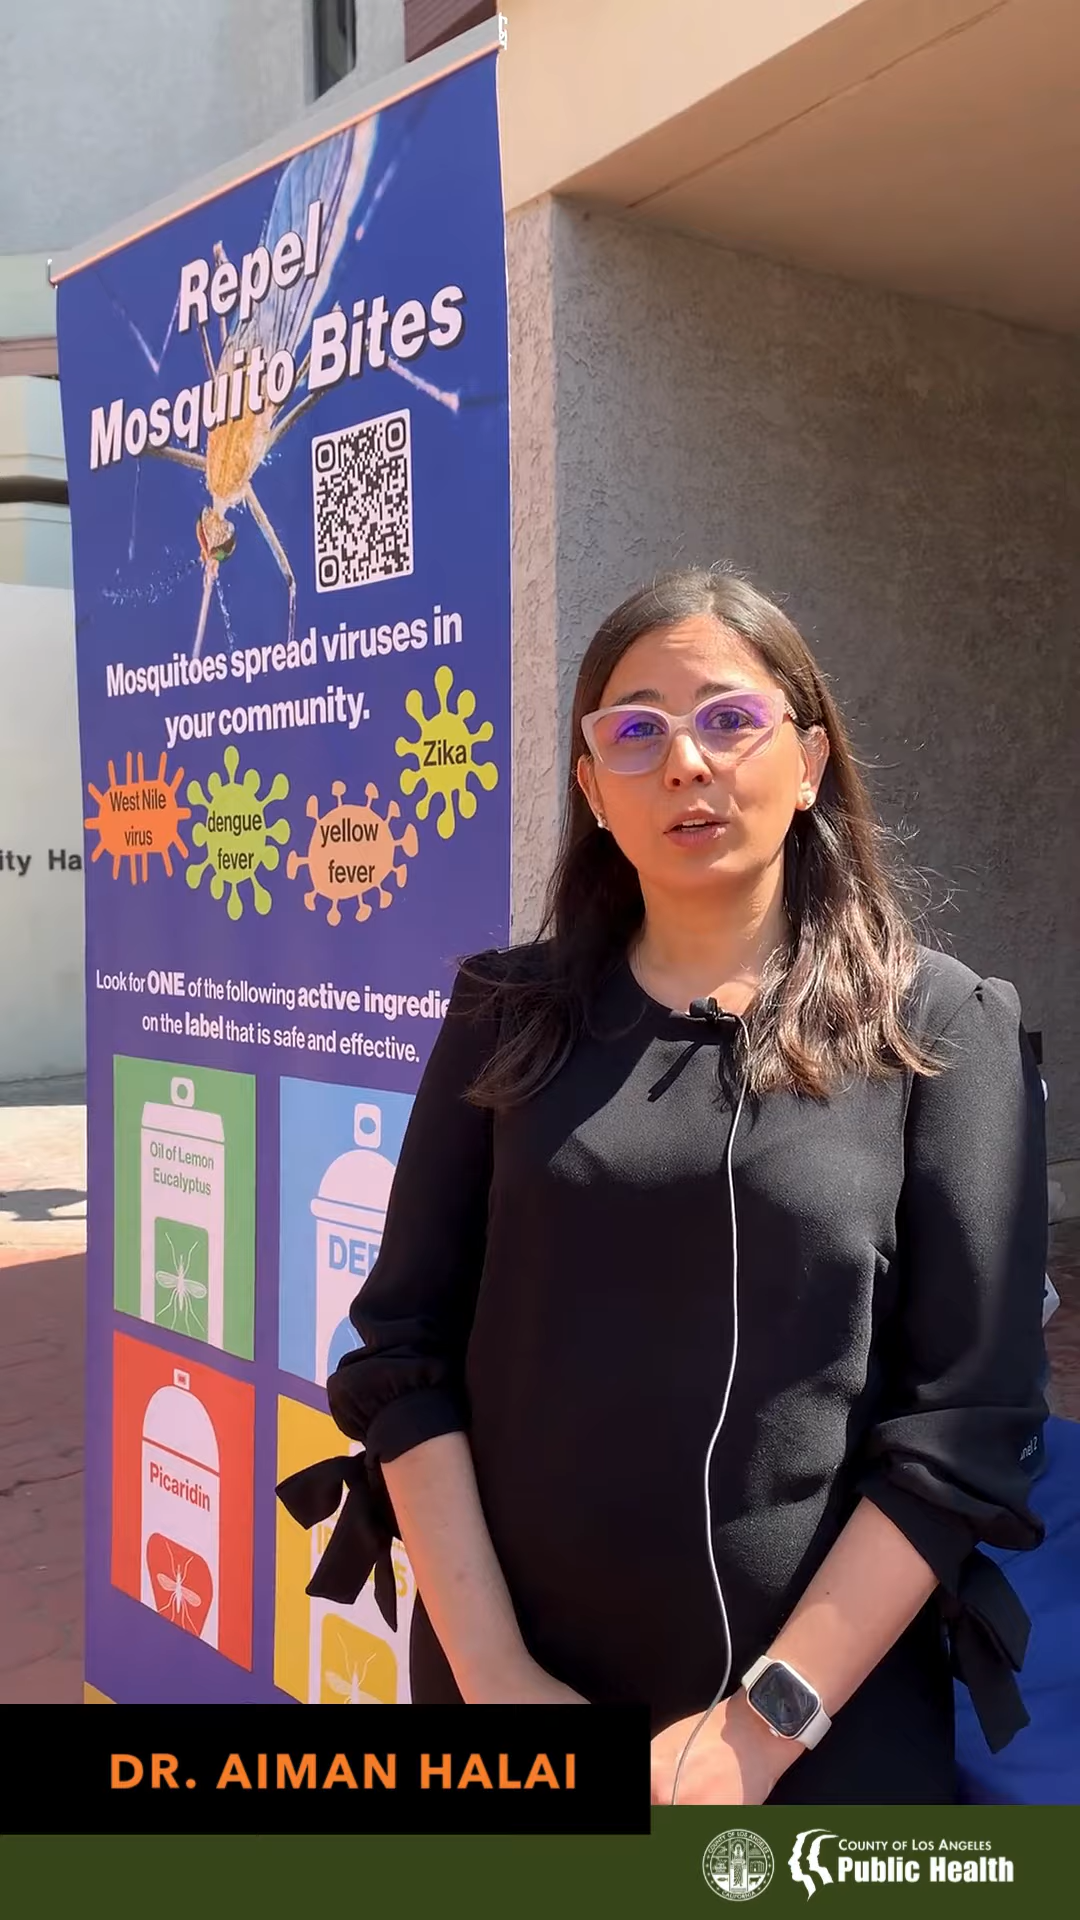 Repel
Mosquito Bites
Mosquitoes spread viruses in
your community.
Zika
West Nile
virus
dengue
fever
yellow
fever
ity Ha
Look for ONE of the following active ingredie
on the label that is safe and effective.
Oil of Lemon
Eucalyptus
DEE
Picaridin
DR. AIMAN HALAI
COUNTY OF LOS ANGELES
Public Health